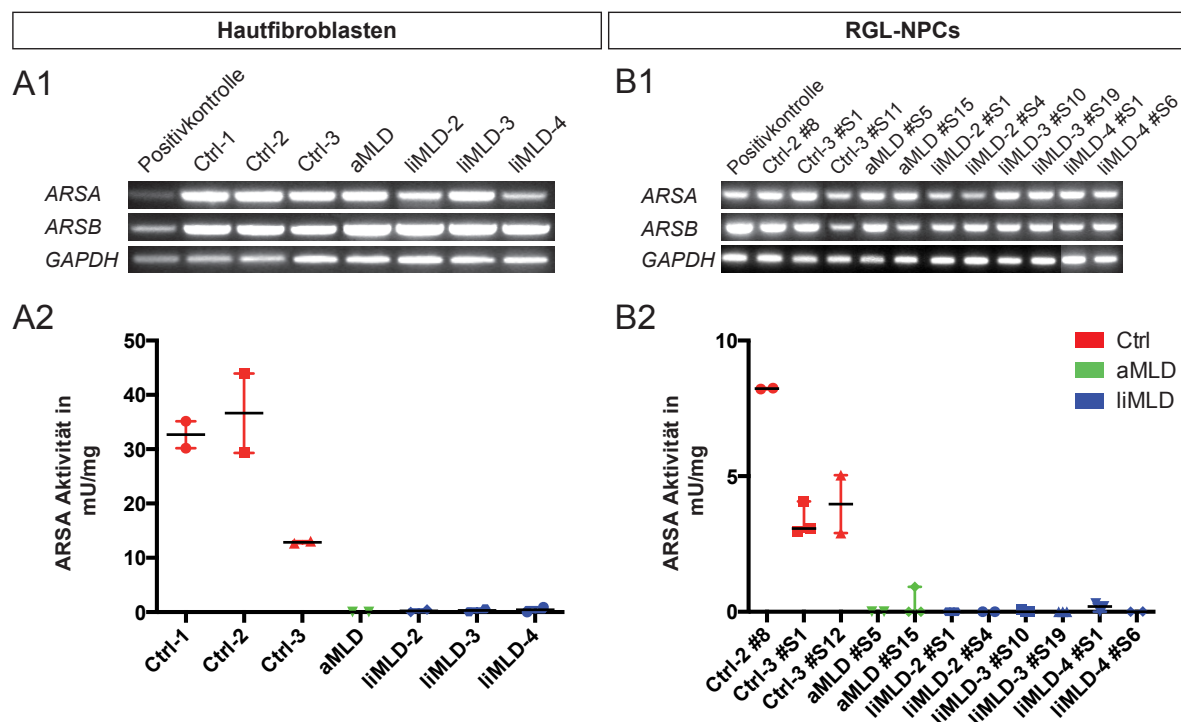 Hautfibroblasten
RGL-NPCs
A1
Positivkontrolle
Ctrl-1
Ctrl-2
Ctrl-3
aMLD
liMLD-2
liMLD-3
liMLD-4
ARSA
ARSB
GAPDH
B1
Positivkontrolle
Ctrl-2 #8
Ctrl-3 #S1
Ctrl-3 #S11
aMLD #S5
aMLD #S15
liMLD-2 #S1
liMLD-2 #S4
liMLD-3 #S10
liMLD-3 #S19
liMLD-4 #S1
liMLD-4 #S6
ARSA
ARSB
GAPDH
A2
ARSA Aktivität in
mU/mg
50
40
30
20
10
0
Ctrl-1
Ctrl-2
Ctrl-3
aMLD
liMLD-2
liMLD-3
liMLD-4
B2
ARSA Aktivität in
mU/mg
10
5
0
Ctrl-2 #8
Ctrl-3 #S1
Ctrl-3 #S12
aMLD #S5
aMLD #S15
liMLD-2 #S1
liMLD-2 #S4
liMLD-3 #S10
liMLD-3 #S19
liMLD-4 #S1
liMLD-4 #S6
Ctrl
aMLD
liMLD